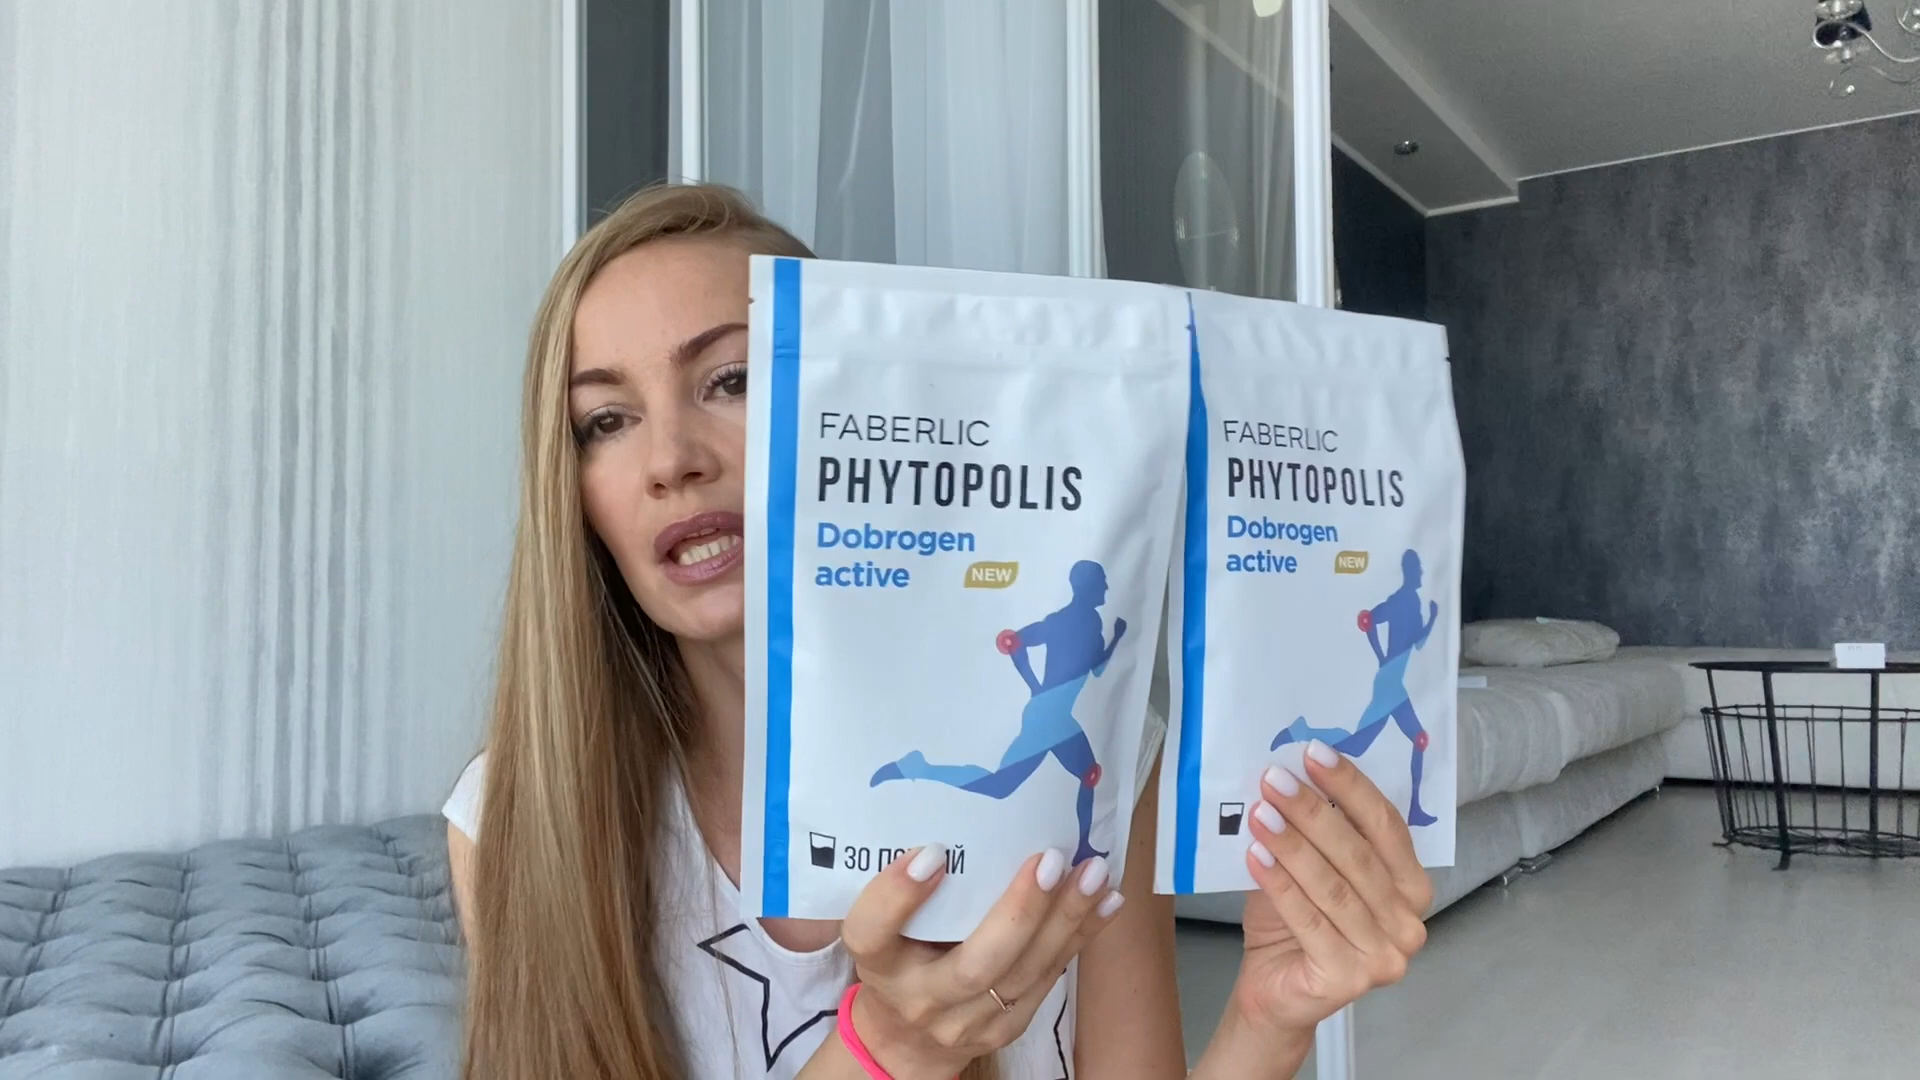 FABERLIC
PHYTOPOLIS
Dobrogen
active NEW
30
FABERLIC
PHYTOPOLIS
Dobrogen
active NEW